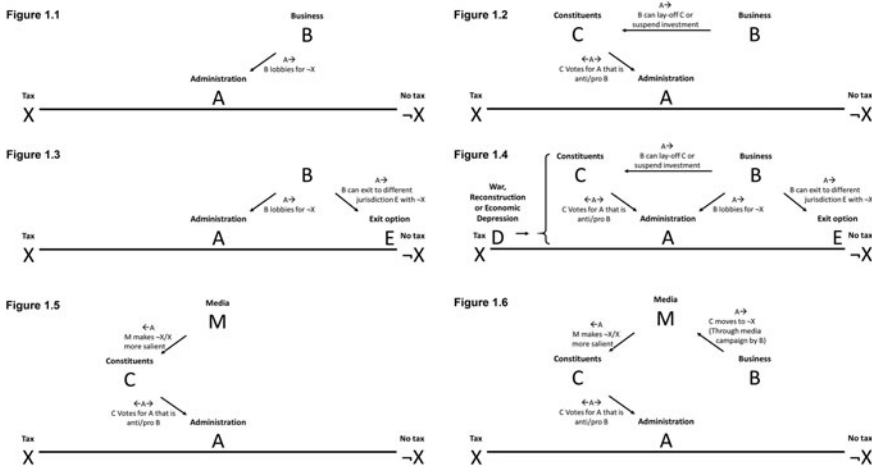 Figure 1.1
Business
B
A→
B lobbies for ¬X
Administration
A
Tax
X
No tax
¬X
Figure 1.2
Constituents
C
A→
B can lay-off C or
suspend investment
Business
B
←A→
C Votes for A that is
anti/pro B
Administration
A
Tax
X
No tax
¬X
Figure 1.3
B
A→
B lobbies for ¬X
A→
B can exit to different
jurisdiction E with ¬X
Administration
A
Exit option
E
Tax
X
No tax
¬X
Figure 1.4
Constituents
C
A→
B can lay-off C or
suspend investment
Business
B
War,
Reconstruction
or Economic
Depression
D
←A→
C Votes for A that is
anti/pro B
A→
B lobbies for ¬X
A→
B can exit to different
jurisdiction E with ¬X
Administration
A
Exit option
E
Tax
X
No tax
¬X
Figure 1.5
Media
M
←A
M makes ¬X/X
more salient
Constituents
C
←A→
C Votes for A that is
anti/pro B
Administration
A
Tax
X
No tax
¬X
Figure 1.6
Media
M
←A
M makes ¬X/X
more salient
A→
C moves to ¬X
(Through media
campaign by B)
Constituents
C
Business
B
←A→
C Votes for A that is
anti/pro B
Administration
A
Tax
X
No tax
¬X